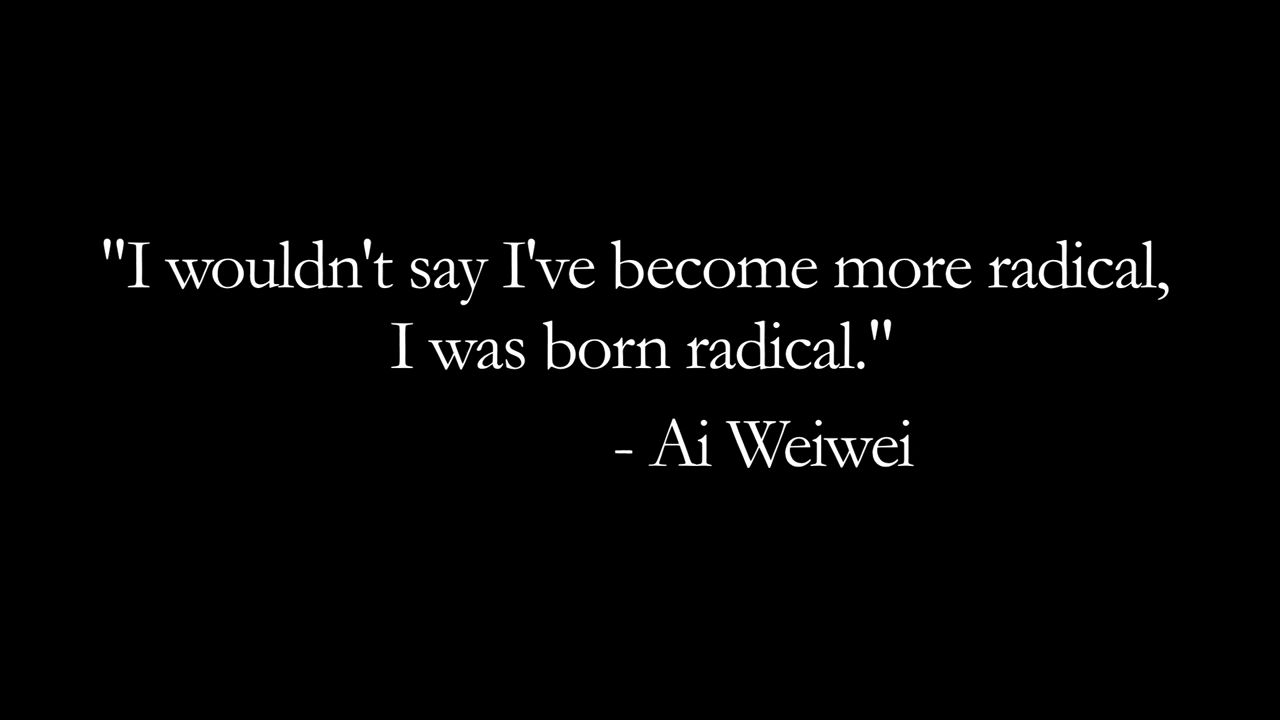 "I wouldn't say I've become more radical,
I was born radical."
- Ai Weiwei